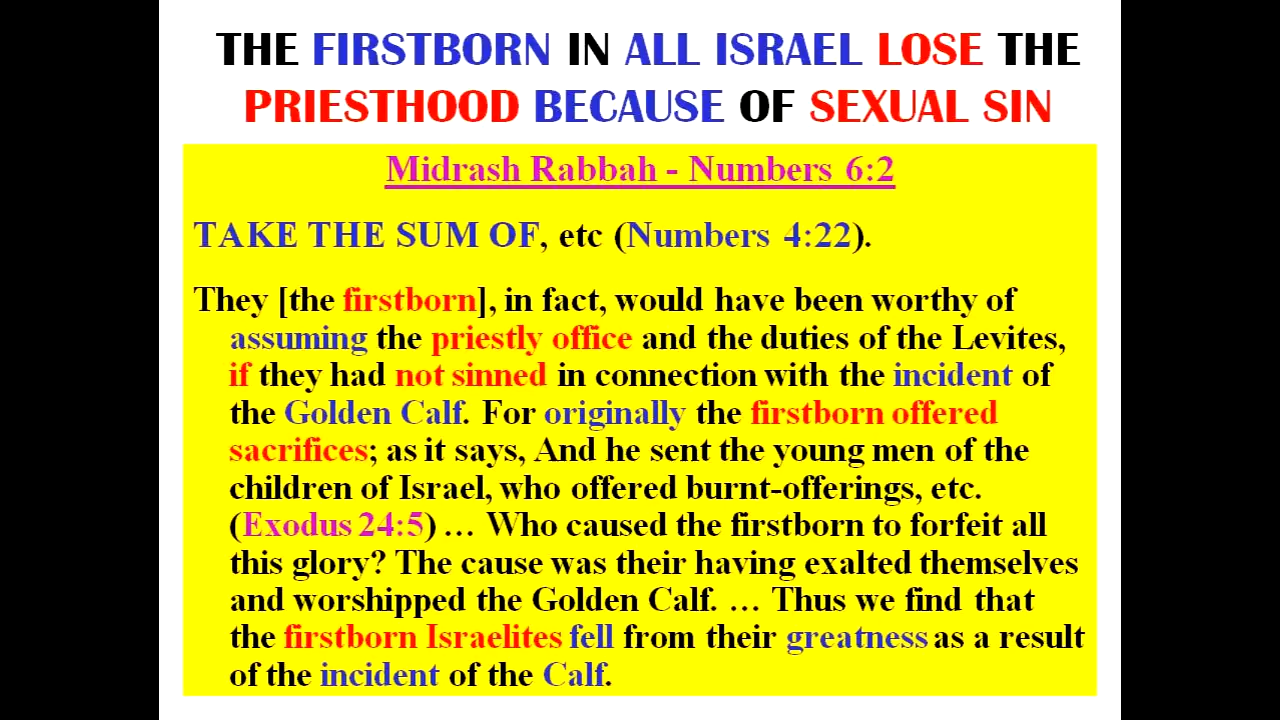 THE FIRSTBORN IN ALL ISRAEL LOSE THE
PRIESTHOOD BECAUSE OF SEXUAL SIN
Midrash Rabbah - Numbers 6:2
TAKE THE SUM OF, etc (Numbers 4:22).
They [the firstborn], in fact, would have been worthy of
assuming the priestly office and the duties of the Levites,
if they had not sinned in connection with the incident of
the Golden Calf. For originally the firstborn offered
sacrifices; as it says, And he sent the young men of the
children of Israel, who offered burnt-offerings, etc.
(Exodus 24:5) … Who caused the firstborn to forfeit all
this glory? The cause was their having exalted themselves
and worshipped the Golden Calf. … Thus we find that
the firstborn Israelites fell from their greatness as a result
of the incident of the Calf.